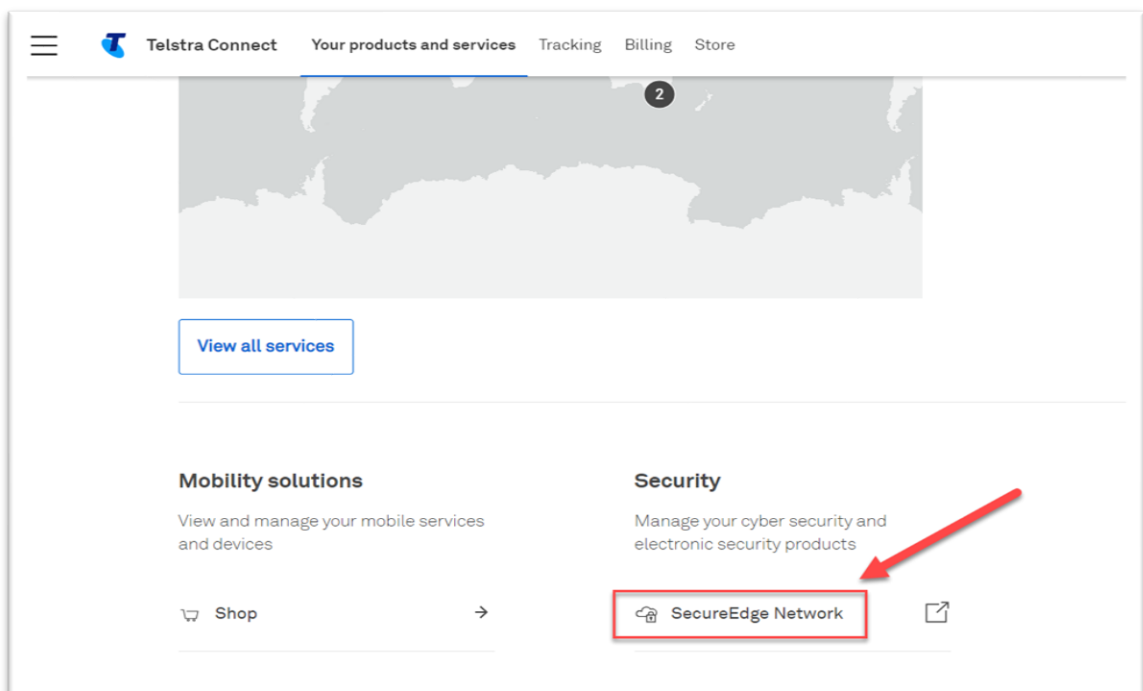 Telstra Connect Your products and services Tracking Billing Store
2
View all services
Mobility solutions
View and manage your mobile services
and devices
Shop
Security
Manage your cyber security and
electronic security products
SecureEdge Network